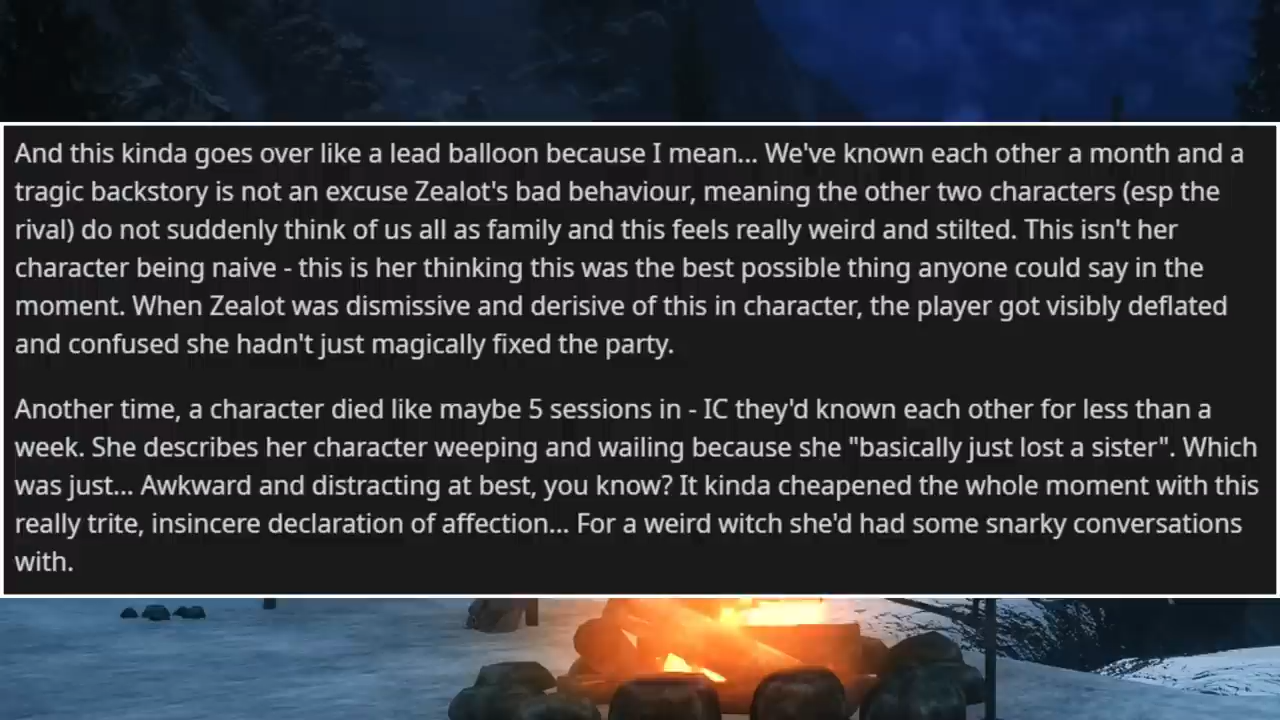 And this kinda goes over like a lead balloon because I mean... We've known each other a month and a
tragic backstory is not an excuse Zealot's bad behaviour, meaning the other two characters (esp the
rival) do not suddenly think of us all as family and this feels really weird and stilted. This isn't her
character being naive - this is her thinking this was the best possible thing anyone could say in the
moment. When Zealot was dismissive and derisive of this in character, the player got visibly deflated
and confused she hadn't just magically fixed the party.
Another time, a character died like maybe 5 sessions in - IC they'd known each other for less than a
week. She describes her character weeping and wailing because she "basically just lost a sister". Which
was just... Awkward and distracting at best, you know? It kinda cheapened the whole moment with this
really trite, insincere declaration of affection... For a weird witch she'd had some snarky conversations
with.